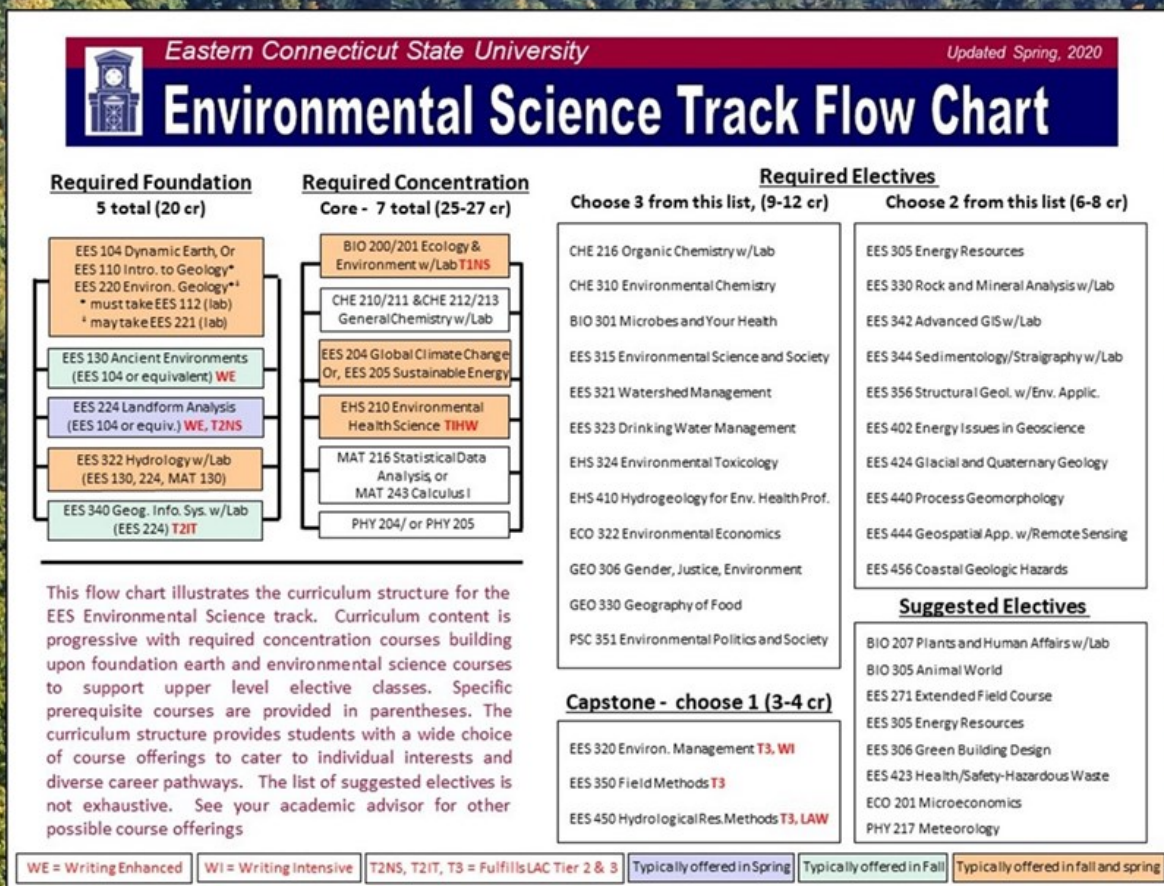 Eastern Connecticut State University
Updated Spring, 2020
Environmental Science Track Flow Chart
Required Foundation
5 total (20 cr)
EES 104 Dynamic Earth, Or
EES 110 Intro. to Geology*
EES 220 Environ. Geology*‡
* must take EES 112 (lab)
‡ may take EES 221 (lab)
EES 130 Ancient Environments
(EES 104 or equivalent) WE
EES 224 Landform Analysis
(EES 104 or equiv.) WE, T2NS
EES 322 Hydrology w/Lab
(EES 130, 224, MAT 130)
EES 340 Geog. Info. Sys. w/Lab
(EES 224) T2IT
Required Concentration
Core - 7 total (25-27 cr)
BIO 200/201 Ecology &
Environment w/Lab T1NS
CHE 210/211 & CHE 212/213
General Chemistry w/Lab
EES 204 Global Climate Change
Or, EES 205 Sustainable Energy
EHS 210 Environmental
Health Science TIHW
MAT 216 Statistical Data
Analysis, or
MAT 243 Calculus I
PHY 204/ or PHY 205
This flow chart illustrates the curriculum structure for the
EES Environmental Science track. Curriculum content is
progressive with required concentration courses building
upon foundation earth and environmental science courses
to support upper level elective classes. Specific
prerequisite courses are provided in parentheses. The
curriculum structure provides students with a wide choice
of course offerings to cater to individual interests and
diverse career pathways. The list of suggested electives is
not exhaustive. See your academic advisor for other
possible course offerings
Required Electives
Choose 3 from this list, (9-12 cr)
CHE 216 Organic Chemistry w/Lab
CHE 310 Environmental Chemistry
BIO 301 Microbes and Your Health
EES 315 Environmental Science and Society
EES 321 Watershed Management
EES 323 Drinking Water Management
EHS 324 Environmental Toxicology
EHS 410 Hydrogeology for Env. Health Prof.
ECO 322 Environmental Economics
GEO 306 Gender, Justice, Environment
GEO 330 Geography of Food
PSC 351 Environmental Politics and Society
Choose 2 from this list (6-8 cr)
EES 305 Energy Resources
EES 330 Rock and Mineral Analysis w/Lab
EES 342 Advanced GIS w/Lab
EES 344 Sedimentology/Straigraphy w/Lab
EES 356 Structural Geol. w/Env. Applic.
EES 402 Energy Issues in Geoscience
EES 424 Glacial and Quaternary Geology
EES 440 Process Geomorphology
EES 444 Geospatial App. w/Remote Sensing
EES 456 Coastal Geologic Hazards
Capstone - choose 1 (3-4 cr)
EES 320 Environ. Management T3, WI
EES 350 Field Methods T3
EES 450 Hydrological Res. Methods T3, LAW
Suggested Electives
BIO 207 Plants and Human Affairs w/Lab
BIO 305 Animal World
EES 271 Extended Field Course
EES 305 Energy Resources
EES 306 Green Building Design
EES 423 Health/Safety-Hazardous Waste
ECO 201 Microeconomics
PHY 217 Meteorology
WE = Writing Enhanced
WI = Writing Intensive
T2NS, T2IT, T3 = Fulfills LAC Tier 2 & 3
Typically offered in Spring
Typically offered in Fall
Typically offered in fall and spring